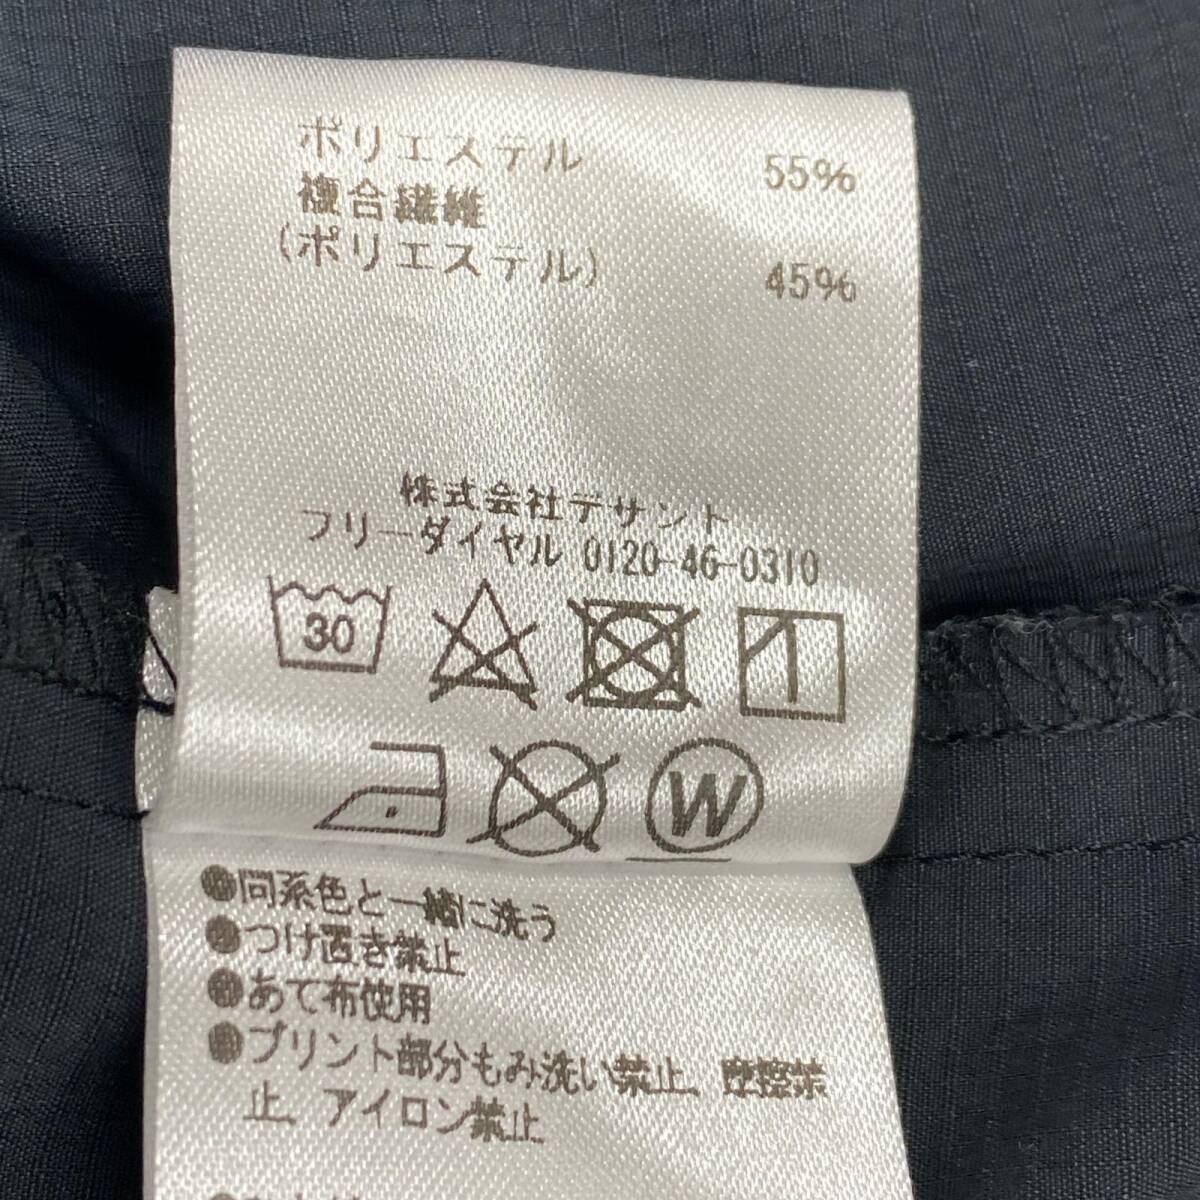 ポリエステル 55%
複合繊維
(ポリエステル) 45%
株式会社デサント
フリーダイヤル 0120-46-0310
30
W
●同系色と一緒に洗う
●つけ置き禁止
●あて布使用
●プリント部分もみ洗い禁止、摩擦禁
止、アイロン禁止